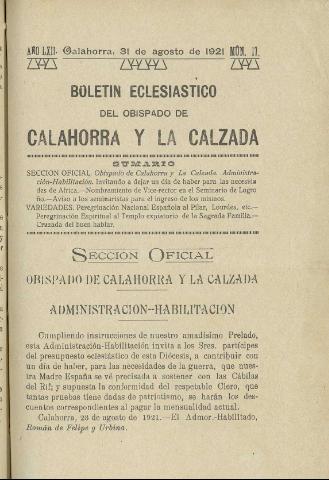 AÑO LXII. Calahorra, 31 de agosto de 1921 NÚM. 17.
BOLETIN ECLESIASTICO
DEL OBISPADO DE
CALAHORRA Y LA CALZADA
SUMARIO
SECCION OFICIAL. Obispado de Calahorra y La Calzada. Administra-
ción-Habilitación. Invitando a dejar un día de haber para las necesida-
des de Africa.—Nombramiento de Vice-rector en el Seminario de Logro-
ño.—Aviso a los seminaristas para el ingreso de los mismos.
VARIEDADES. Peregrinación Nacional Española al Pilar, Lourdes, etc.—
Peregrinación Espiritual al Templo expiatorio de la Sagrada Familia.—
Cruzada del buen hablar.
SECCION OFICIAL
OBISPADO DE CALAHORRA Y LA CALZADA
ADMINISTRACION-HABILITACION
Cumpliendo instrucciones de nuestro amadísimo Prelado,
esta Administración-Habilitación invita a los Sres. partícipes
del presupuesto eclesiástico de esta Diócesis, a contribuir con
un día de haber, para las necesidades de la guerra, que nues-
tra Madre España se vé precisada a sostener con las Cábilas
del Rif; y supuesta la conformidad del respetable Clero, que
tantas pruebas tiene dadas de patriotismo, se harán los des-
cuentos correspondientes al pagar la mensualidad actual.
Calahorra, 23 de agosto de 1921.—El Admor.-Habilitado,
Román de Felipe y Urbina.